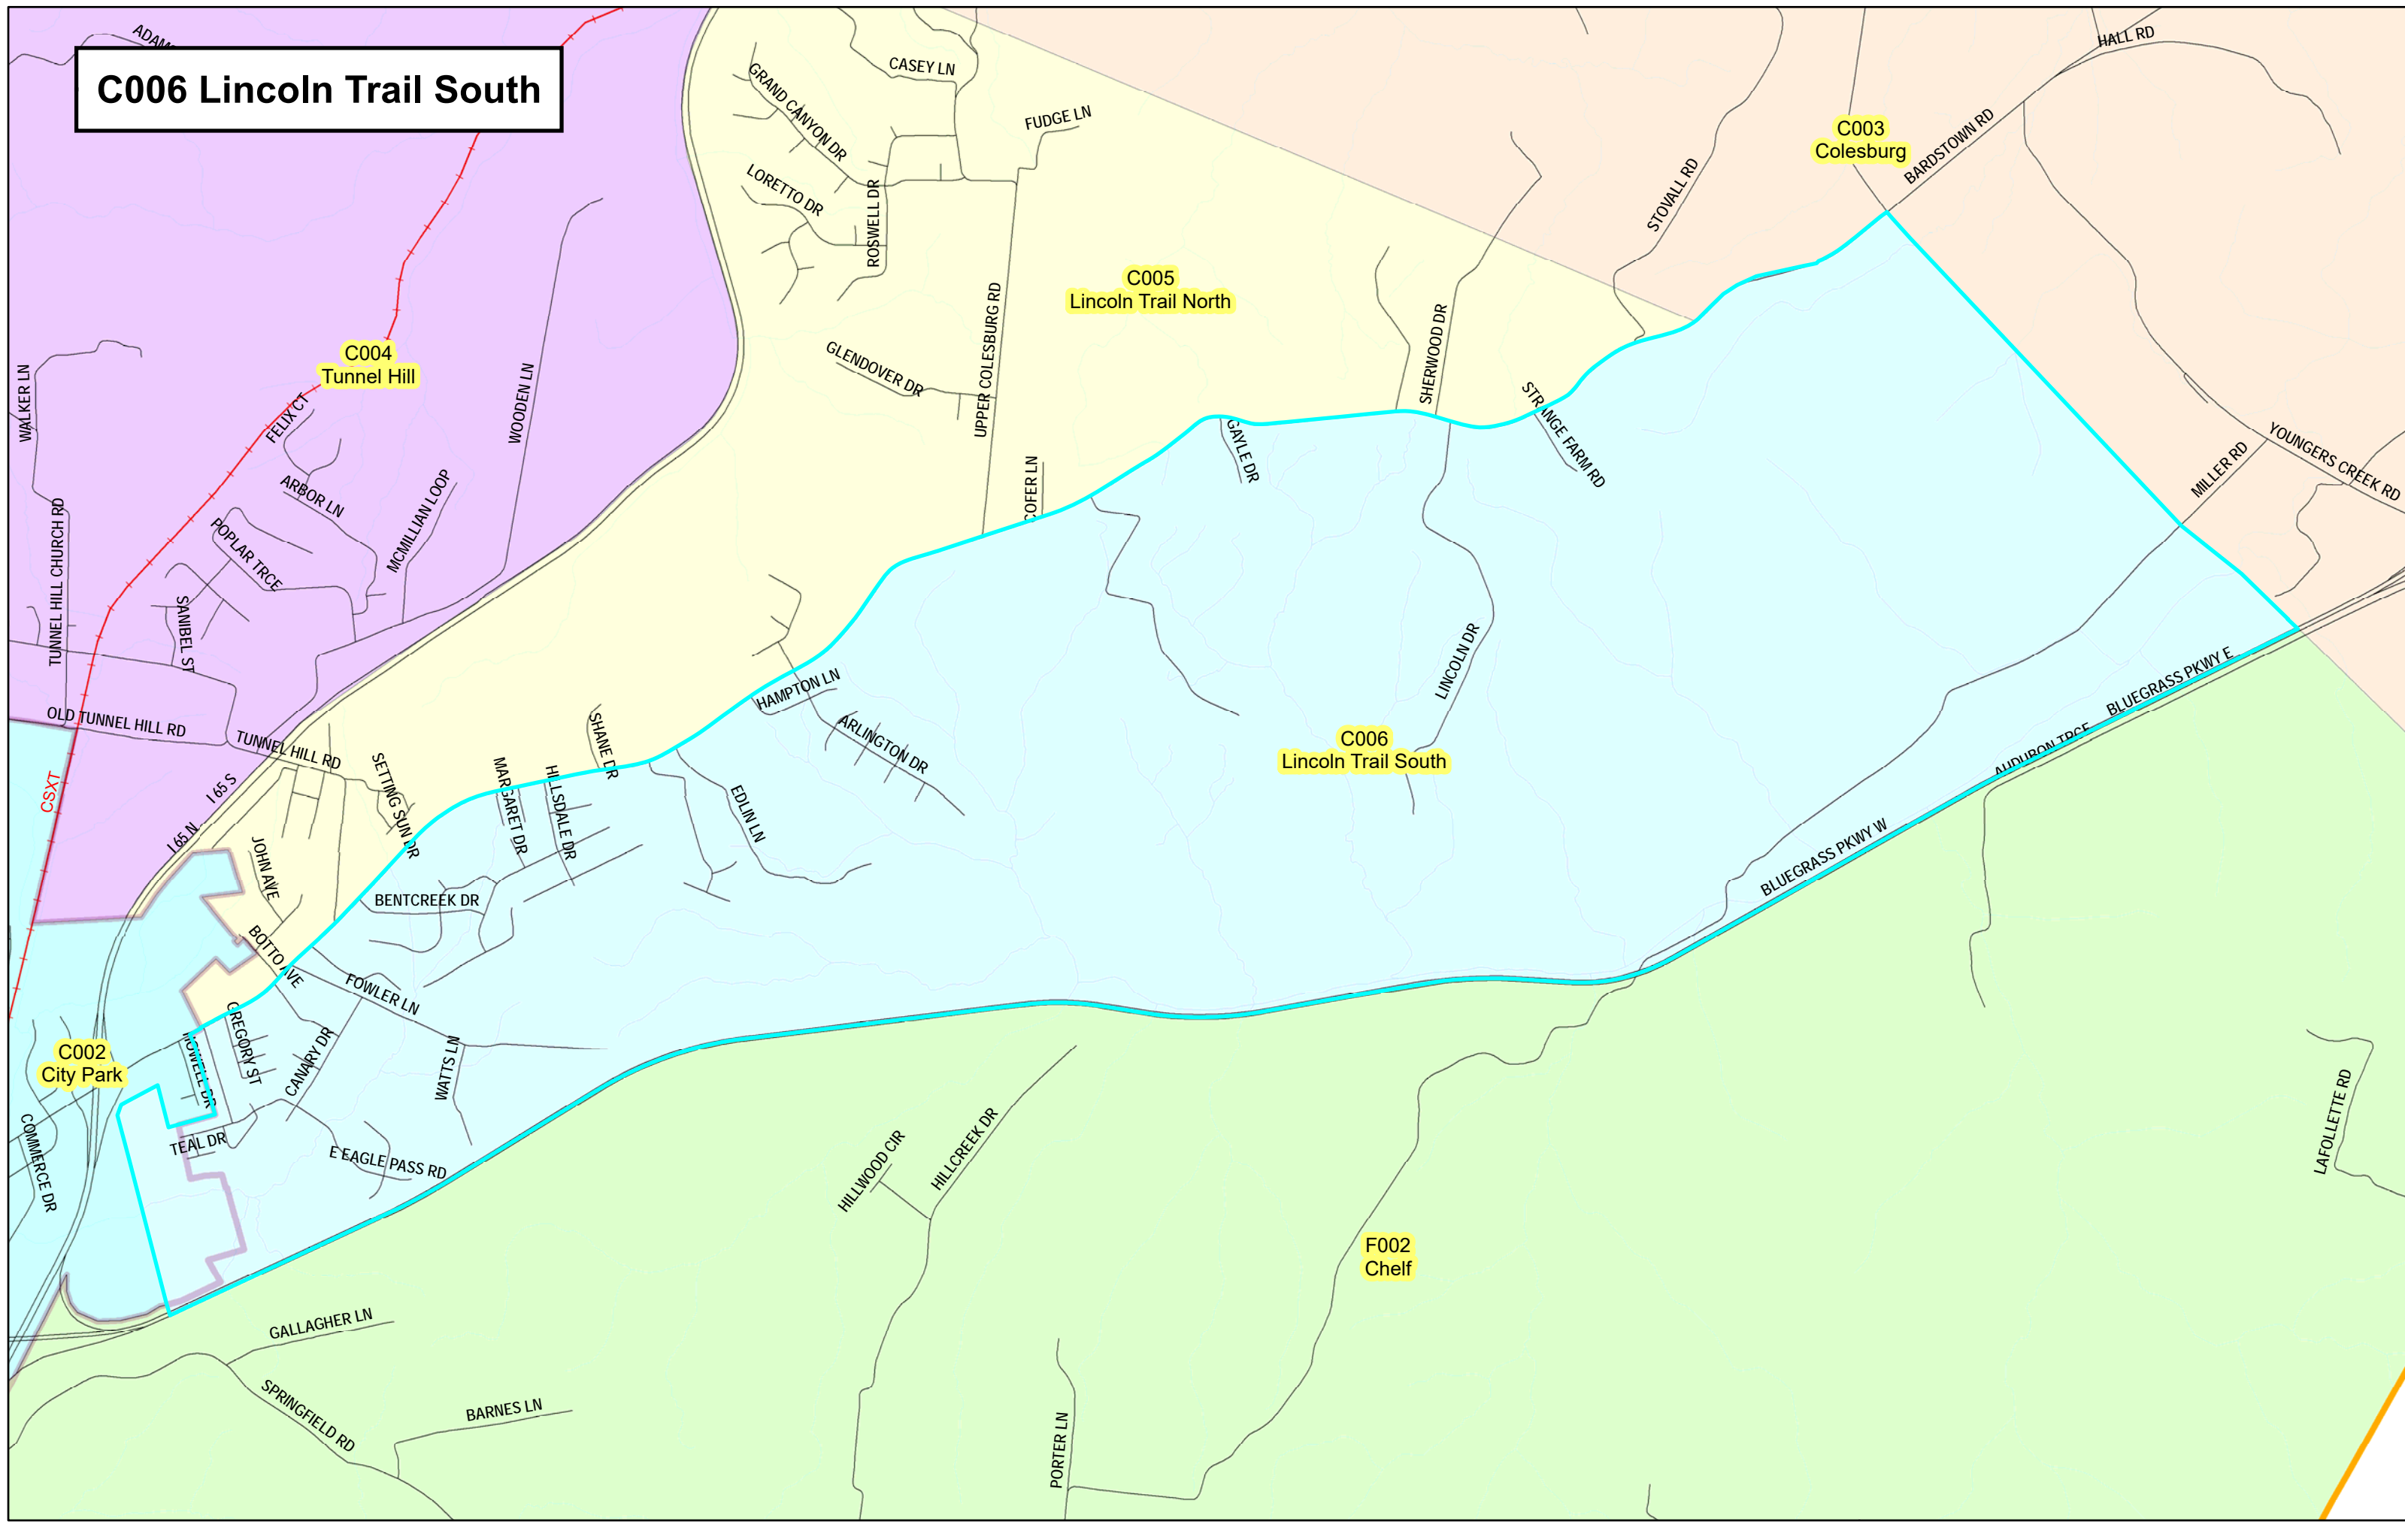 C006 Lincoln Trail South
HALL RD
CASEY LN
GRAND CANYON DR
FUDGE LN
C003
Colesburg
BARDSTOWN RD
LORETTO DR
ROSWELL DR
STOVALL RD
C005
Lincoln Trail North
UPPER COLESBURG RD
GLENDOVER DR
SHERWOOD DR
C004
Tunnel Hill
WALKER LN
FELIX CT
WOODEN LN
STRANGE FARM RD
GAYLE DR
YOUNGERS CREEK RD
MILLER RD
COFER LN
ARBOR LN
MCMILLIAN LOOP
POPLAR TRCE
TUNNEL HILL CHURCH RD
SANIBEL ST
LINCOLN DR
HAMPTON LN
BLUEGRASS PKWY E
OLD TUNNEL HILL RD
TUNNEL HILL RD
SHANE DR
ARLINGTON DR
C006
Lincoln Trail South
AUDUBON TRCE
CSXT
I 65 S
SETTING SUN DR
MARGARET DR
HILLSDALE DR
EDLIN LN
I 65 N
JOHN AVE
BLUEGRASS PKWY W
BENTCREEK DR
BOTTO AVE
FOWLER LN
GREGORY ST
HOWELL DR
CANARY DR
WATTS LN
C002
City Park
COMMERCE DR
TEAL DR
E EAGLE PASS RD
HILLWOOD CIR
HILLCREEK DR
LAFOLLETTE RD
F002
Chelf
GALLAGHER LN
SPRINGFIELD RD
BARNES LN
PORTER LN